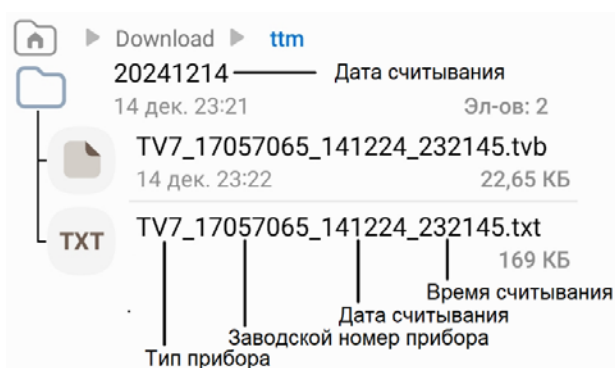 Download ttm
20241214 Дата считывания
14 дек. 23:21 Эл-ов: 2
TV7_17057065_141224_232145.tvb
14 дек. 23:22 22,65 КБ
TXT TV7_17057065_141224_232145.txt
169 КБ
Время считывания
Дата считывания
Заводской номер прибора
Тип прибора